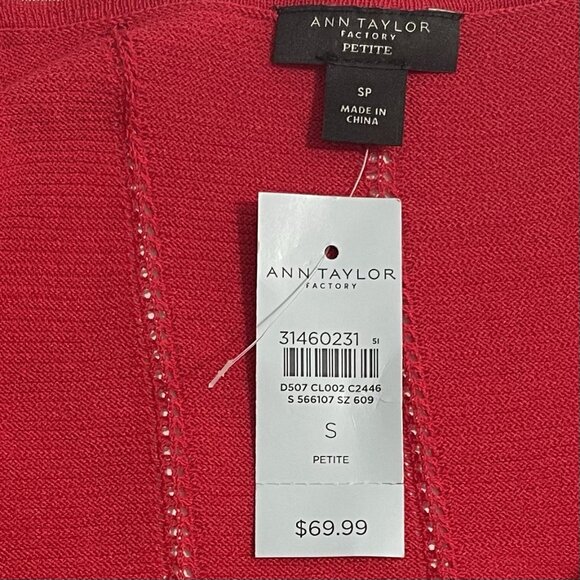 ANN TAYLOR
FACTORY
PETITE
SP
MADE IN
CHINA
ANN TAYLOR
FACTORY
31460231 51
D507 CL002 C2446
S 566107 SZ 609
S
PETITE
$69.99